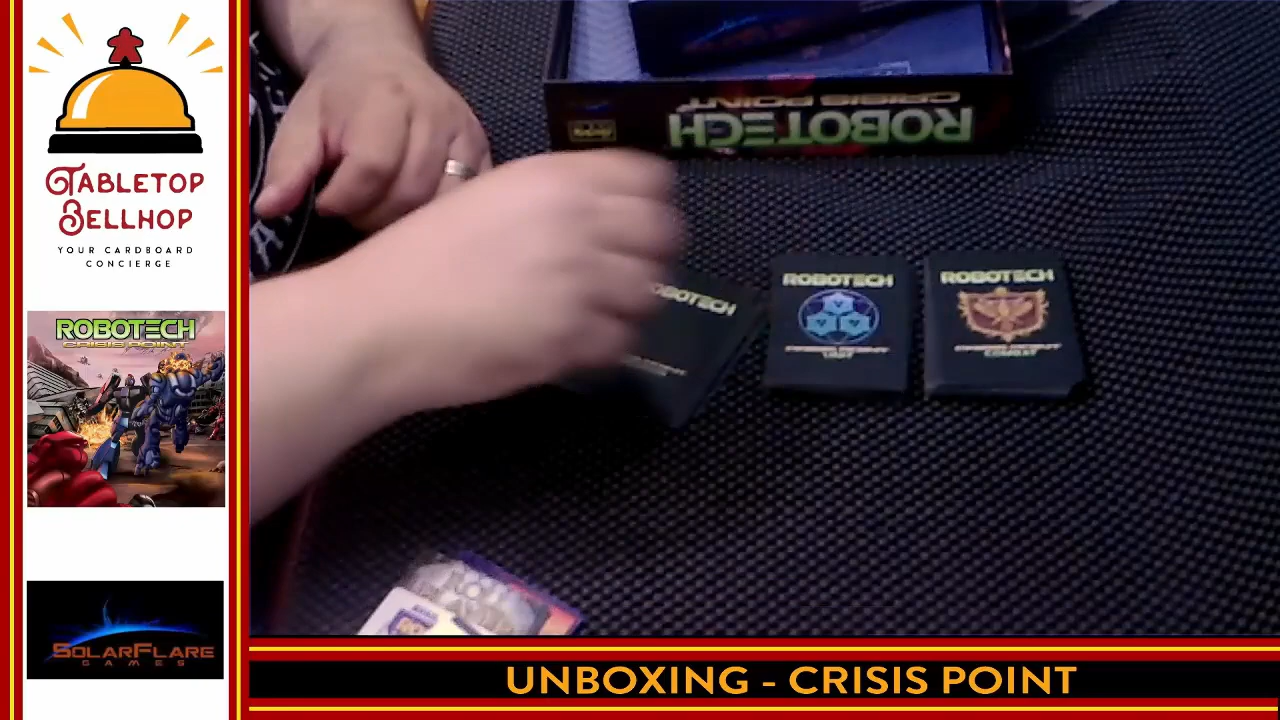 TABLETOP
BELLHOP
YOUR CARDBOARD
CONCIERGE
ROBOTECH
CRISIS POINT
SOLARFLARE
GAMES
CRISIS POINT
ROBOTECH
ROBOTECH
ROBOTECH
ROBOTECH
COMBAT
UNBOXING - CRISIS POINT